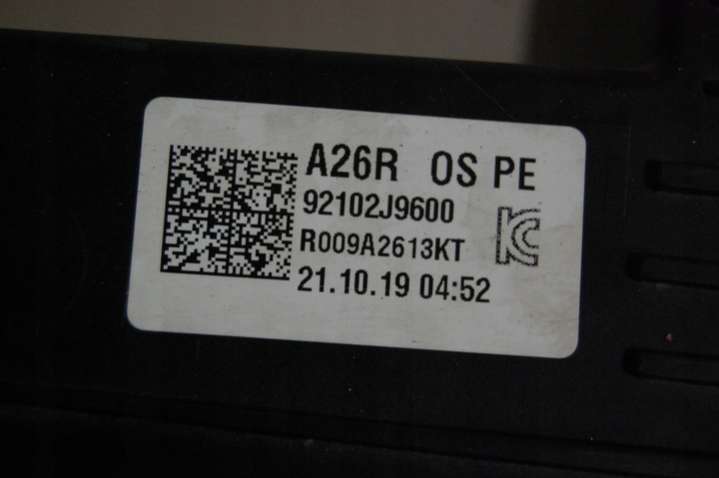 A26R OS PE
92102J9600
R009A2613KT
21.10.19 04:52